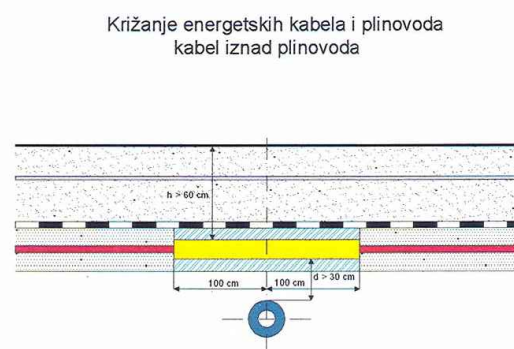 Križanje energetskih kabela i plinovoda
kabel iznad plinovoda
h > 60 cm
d > 30 cm
100 cm
100 cm